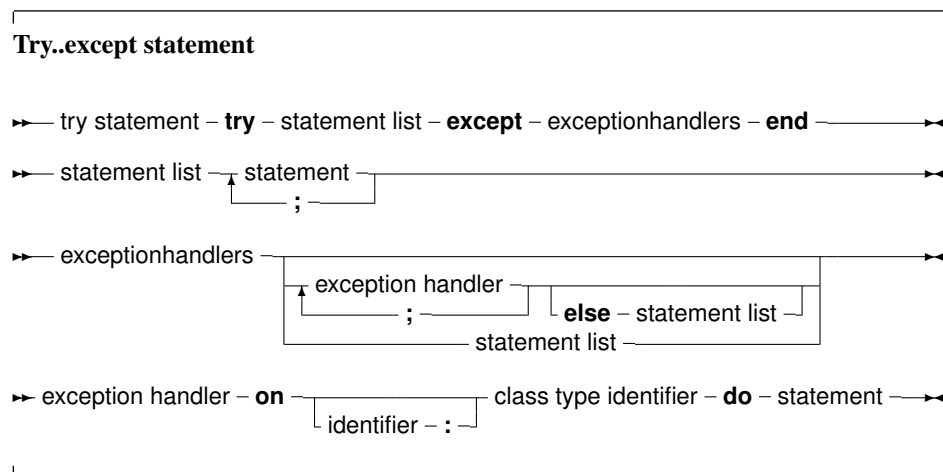 Try..except statement
try statement – try – statement list – except – exceptionhandlers – end
statement list statement
;
exceptionhandlers
exception handler
; else – statement list
statement list
exception handler – on class type identifier – do – statement
identifier – :